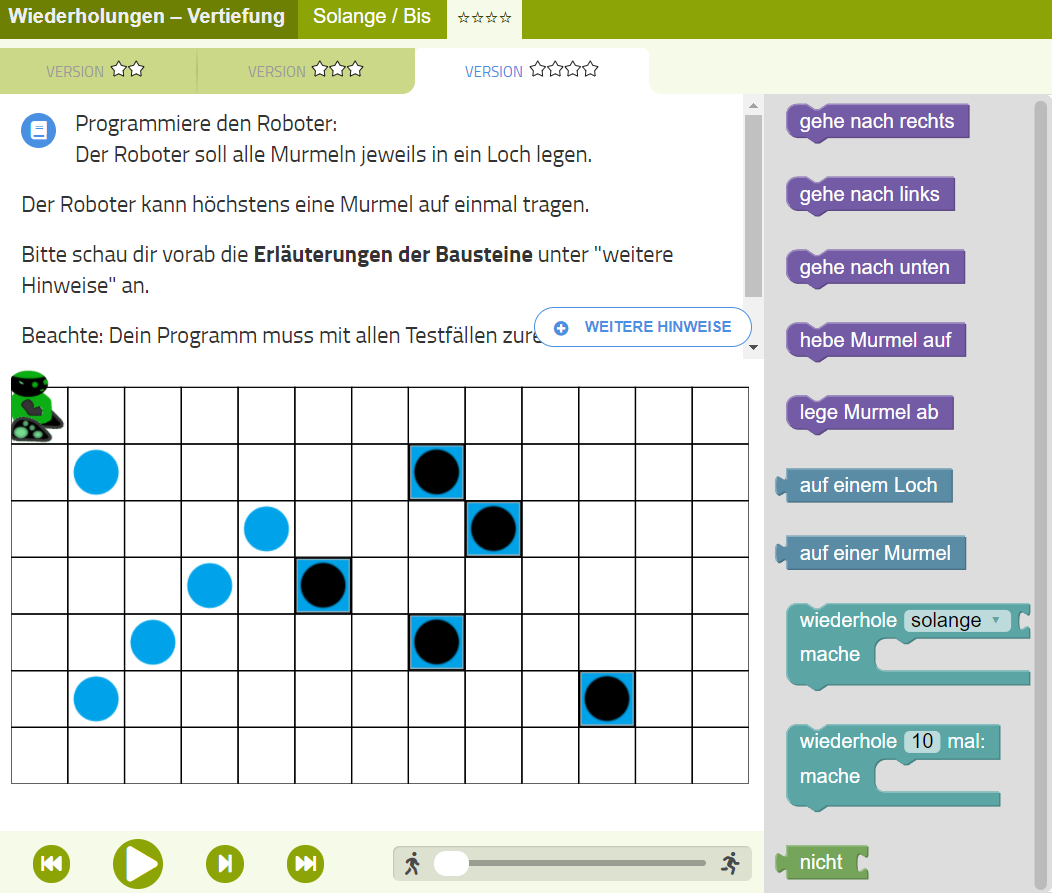 Wiederholungen – Vertiefung
Solange / Bis
☆☆☆☆
VERSION ☆☆
VERSION ☆☆☆
VERSION ☆☆☆☆
Programmiere den Roboter:
Der Roboter soll alle Murmeln jeweils in ein Loch legen.
Der Roboter kann höchstens eine Murmel auf einmal tragen.
Bitte schau dir vorab die Erläuterungen der Bausteine unter "weitere
Hinweise" an.
Beachte: Dein Programm muss mit allen Testfällen
WEITERE HINWEISE
gehe nach rechts
gehe nach links
gehe nach unten
hebe Murmel auf
lege Murmel ab
auf einem Loch
auf einer Murmel
wiederhole solange
mache
wiederhole 10 mal:
mache
nicht